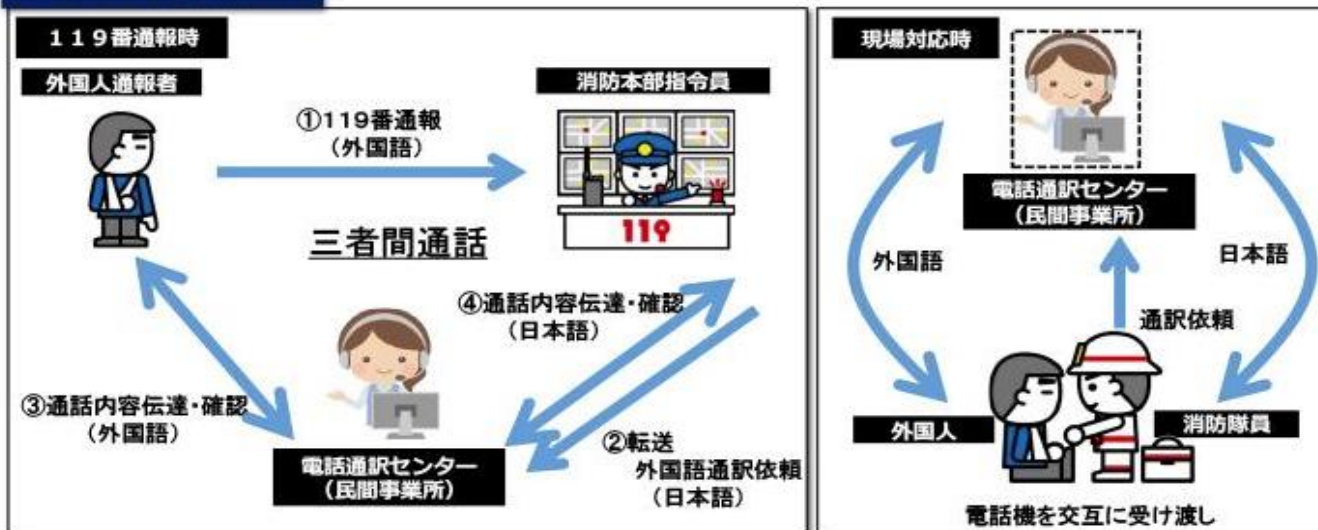 119番通報時
外国人通報者
消防本部指令員
①119番通報
(外国語)
119
三者間通話
④通話内容伝達・確認
(日本語)
③通話内容伝達・確認
(外国語)
②転送
外国語通訳依頼
(日本語)
電話通訳センター
(民間事業所)
現場対応時
電話通訳センター
(民間事業所)
外国語
日本語
通訳依頼
外国人
消防隊員
電話機を交互に受け渡し